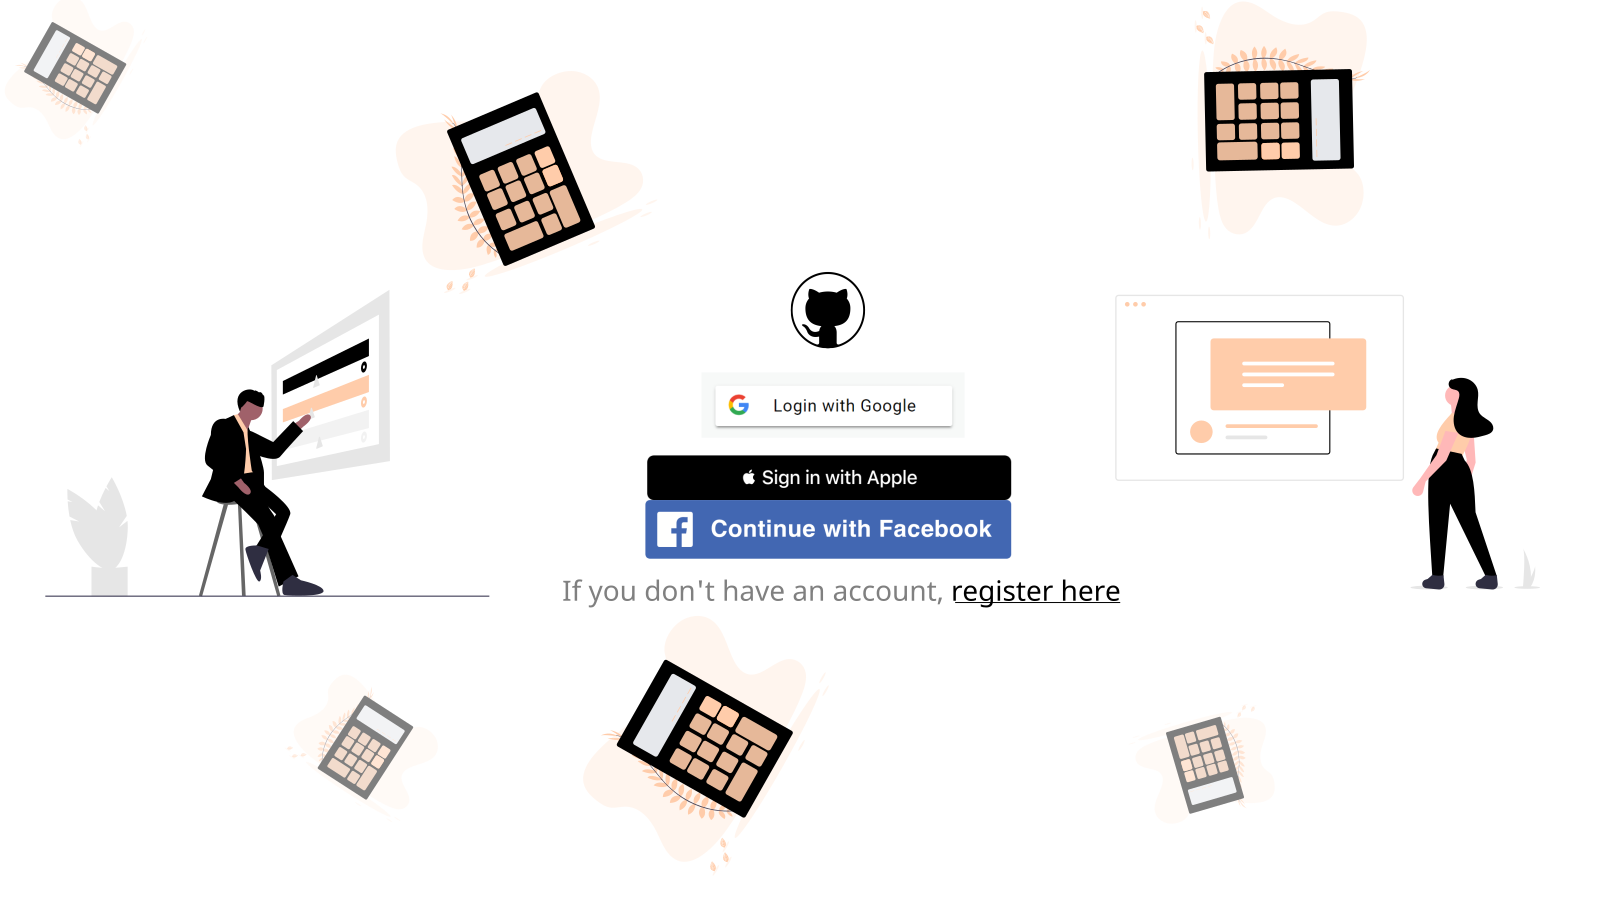 Login with Google
Sign in with Apple
Continue with Facebook
If you don't have an account, register here